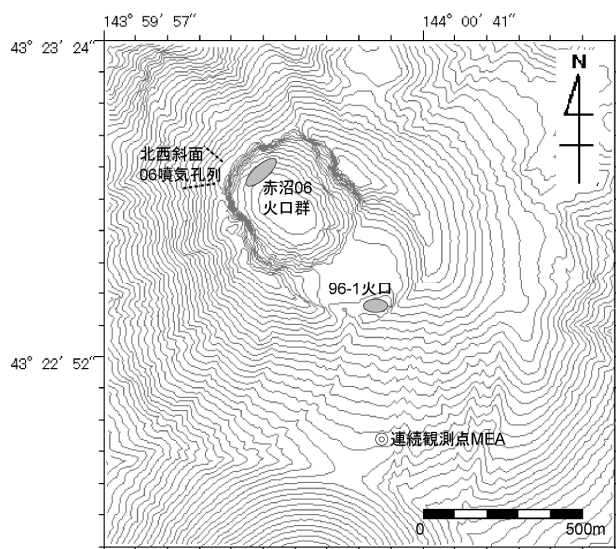 143° 59′ 57″
144° 00′ 41″
43° 23′ 24″
N
北西斜面
06噴気孔列
赤沼06
火口群
96-1火口
43° 22′ 52″
連続観測点MEA
0
500m